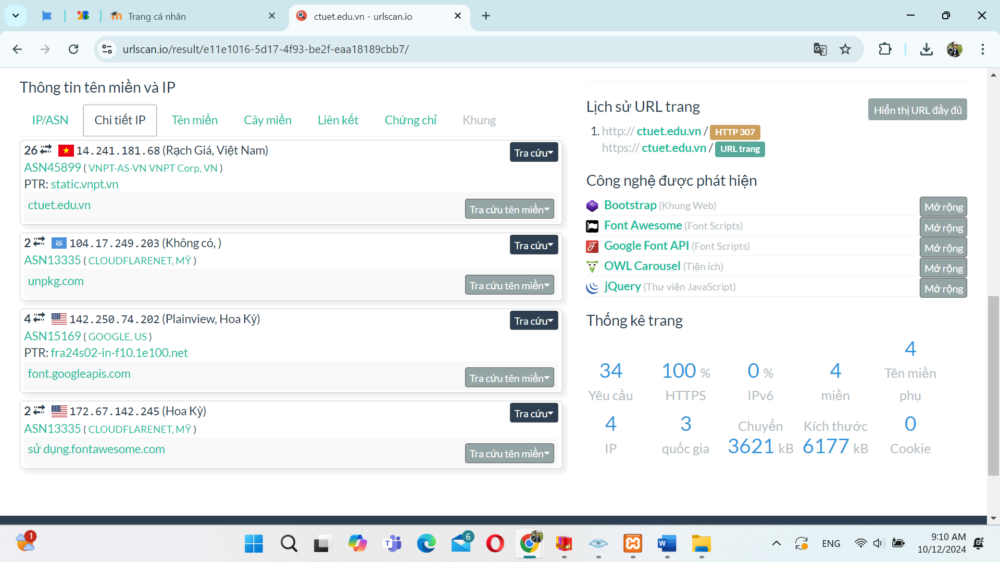 Trang cá nhân
ctuet.edu.vn - urlscan.io
urlscan.io/result/e11e1016-5d17-4f93-be2f-eaa18189cbb7/
Thông tin tên miền và IP
IP/ASN
Chi tiết IP
Tên miền
Cây miền
Liên kết
Chứng chỉ
Khung
26 14.241.181.68 (Rạch Giá, Việt Nam)
Tra cứu
ASN45899 ( VNPT-AS-VN VNPT Corp, VN )
PTR: static.vnpt.vn
ctuet.edu.vn
Tra cứu tên miền
2 104.17.249.203 (Không có, )
Tra cứu
ASN13335 ( CLOUDFLARENET, MỸ )
unpkg.com
Tra cứu tên miền
4 142.250.74.202 (Plainview, Hoa Kỳ)
Tra cứu
ASN15169 ( GOOGLE, US )
PTR: fra24s02-in-f10.1e100.net
font.googleapis.com
Tra cứu tên miền
2 172.67.142.245 (Hoa Kỳ)
Tra cứu
ASN13335 ( CLOUDFLARENET, MỸ )
sử dụng.fontawesome.com
Tra cứu tên miền
Lịch sử URL trang
Hiển thị URL đầy đủ
1. http:// ctuet.edu.vn / HTTP 307
https:// ctuet.edu.vn / URL trang
Công nghệ được phát hiện
Bootstrap (Khung Web)
Mở rộng
Font Awesome (Font Scripts)
Mở rộng
Google Font API (Font Scripts)
Mở rộng
OWL Carousel (Tiện ích)
Mở rộng
jQuery (Thư viện JavaScript)
Mở rộng
Thống kê trang
34
Yêu cầu
100 %
HTTPS
0 %
IPv6
4
miền
4
Tên miền
phụ
4
IP
3
quốc gia
Chuyển
3621 kB
Kích thước
6177 kB
0
Cookie
1
6
ENG
9:10 AM
10/12/2024